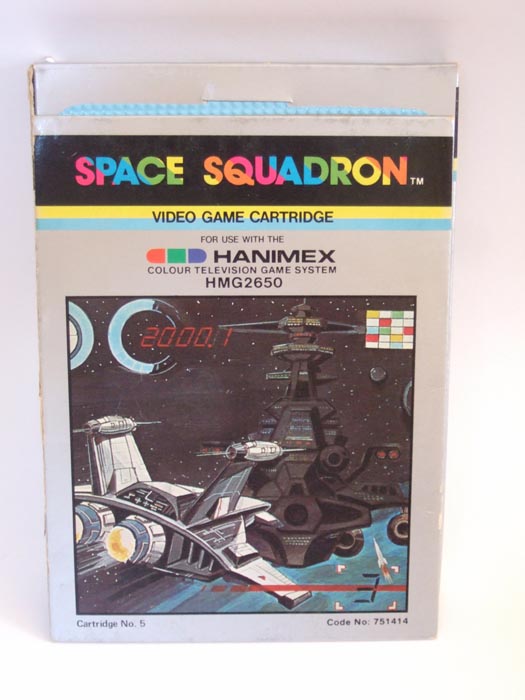 SPACE SQUADRON™
VIDEO GAME CARTRIDGE
FOR USE WITH THE
HANIMEX
COLOUR TELEVISION GAME SYSTEM
HMG2650
2000.1
3
Cartridge No. 5
Code No: 751414